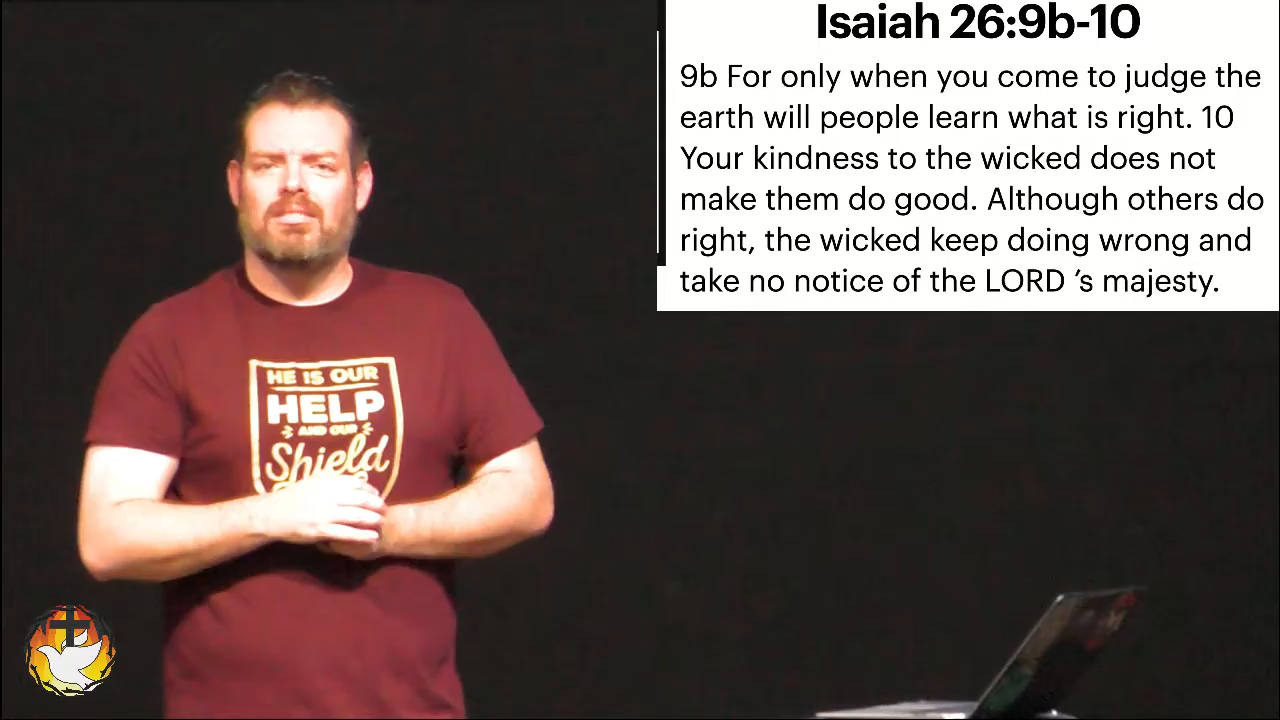 Isaiah 26:9b-10
9b For only when you come to judge the
earth will people learn what is right. 10
Your kindness to the wicked does not
make them do good. Although others do
right, the wicked keep doing wrong and
take no notice of the LORD ’s majesty.
HE IS OUR
HELP
AND OUR
Shield